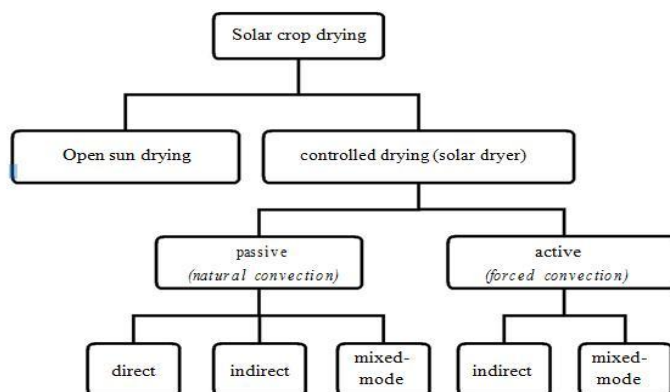 Solar crop drying
Open sun drying
controlled drying (solar dryer)
passive
(natural convection)
active
(forced convection)
direct
indirect
mixed-
mode
indirect
mixed-
mode